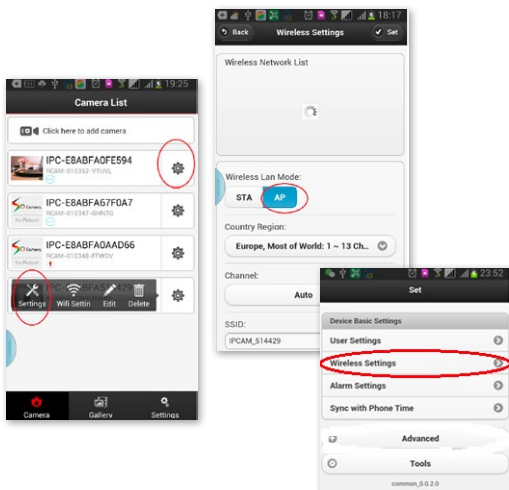 19:25
Camera List
Click here to add camera
IPC-E8ABFA0FE594
RCAM-010352-VTUVL
IPC-E8ABFA67F0A7
RCAM-010347-GHNTG
IPC-E8ABFA0AAD66
RCAM-010348-FFWDV
Settings
Wifi Settin
Edit
Delete
Camera
Gallery
Settings
18:17
Back
Wireless Settings
Set
Wireless Network List
Wireless Lan Mode:
STA
AP
Country Region:
Europe, Most of World: 1 ~ 13 Ch...
Channel:
Auto
SSID:
IPCAM_514429
23:52
Set
Device Basic Settings
User Settings
Wireless Settings
Alarm Settings
Sync with Phone Time
Advanced
Tools
common_0.0.2.0